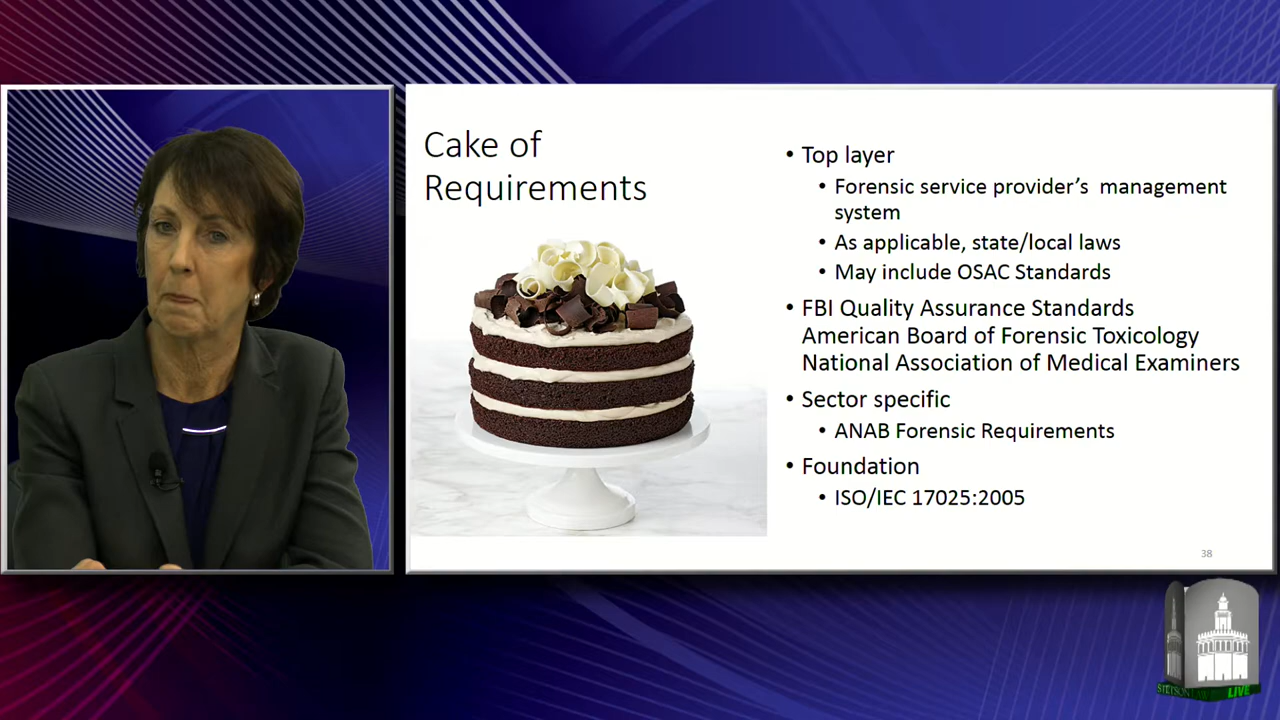 Cake of
Requirements
• Top layer
• Forensic service provider's management
system
• As applicable, state/local laws
• May include OSAC Standards
• FBI Quality Assurance Standards
American Board of Forensic Toxicology
National Association of Medical Examiners
• Sector specific
• ANAB Forensic Requirements
• Foundation
• ISO/IEC 17025:2005
38
LIVE